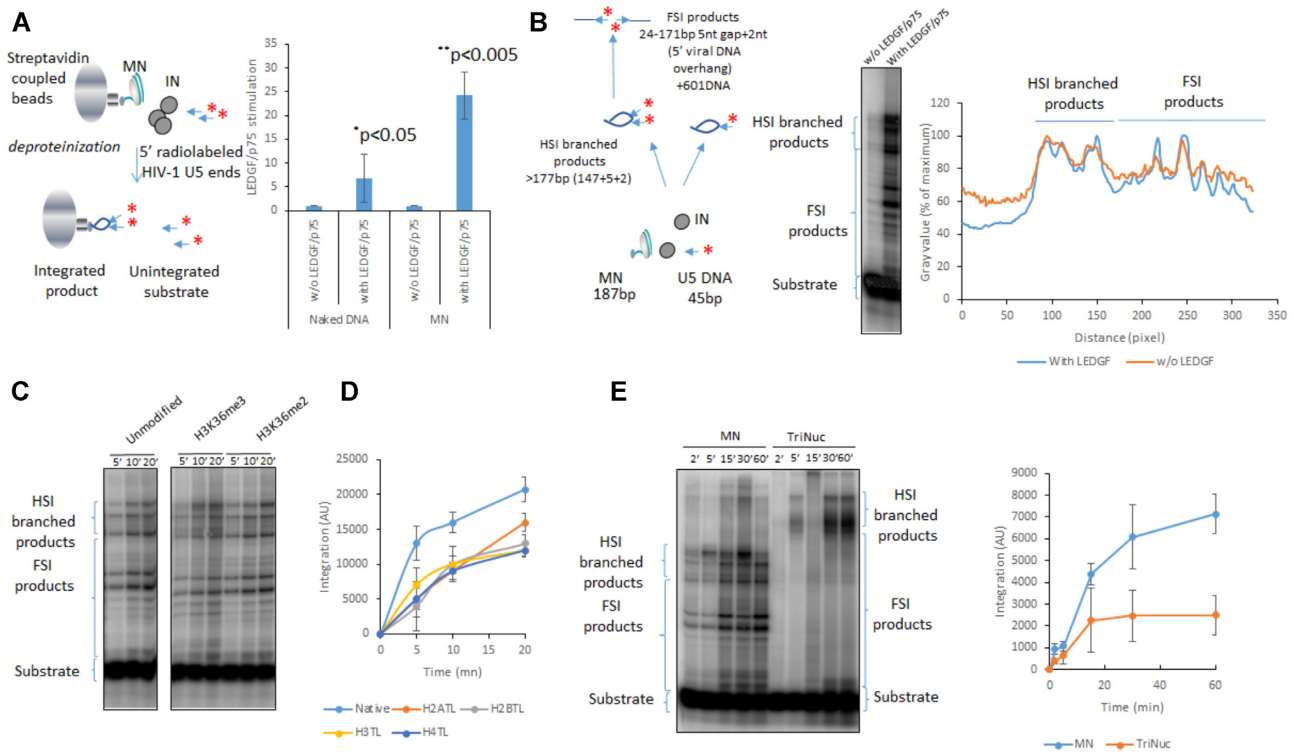 A
Streptavidin
coupled
beads
MN
IN
*
*
deproteinization
5’ radiolabeled
HIV-1 U5 ends
*
*
*
*
Integrated
product
Unintegrated
substrate
LEDGF/p75 stimulation
35
30
25
20
15
10
5
0
*p<0.05
**p<0.005
w/o LEDGF/p75
with LEDGF/p75
w/o LEDGF/p75
with LEDGF/p75
Naked DNA
MN
B
*
*
FSI products
24-171bp 5nt gap+2nt
(5’ viral DNA
overhang)
+601DNA
*
*
*
HSI branched
products
>177bp (147+5+2)
IN
*
MN
187bp
U5 DNA
45bp
w/o LEDGF/p75
With LEDGF/p75
HSI branched
products
FSI
products
Substrate
HSI branched
products
FSI
products
Gray value (% of maximum)
120
100
80
60
40
20
0
0 50 100 150 200 250 300 350
Distance (pixel)
With LEDGF
w/o LEDGF
C
Unmodified
H3K36me3
H3K36me2
5’ 10’ 20’ 5’ 10’ 20’ 5’ 10’ 20’
HSI
branched
products
FSI
products
Substrate
D
Integration (AU)
25000
20000
15000
10000
5000
0
0 5 10 15 20
Time (mn)
Native H2ATL H2BTL
H3TL H4TL
E
MN
TriNuc
2’ 5’ 15’ 30’ 60’ 2’ 5’ 15’ 30’ 60’
HSI
branched
products
FSI
products
Substrate
HSI
branched
products
FSI
products
Substrate
Integration (AU)
9000
8000
7000
6000
5000
4000
3000
2000
1000
0
0 20 40 60
Time (min)
MN TriNuc